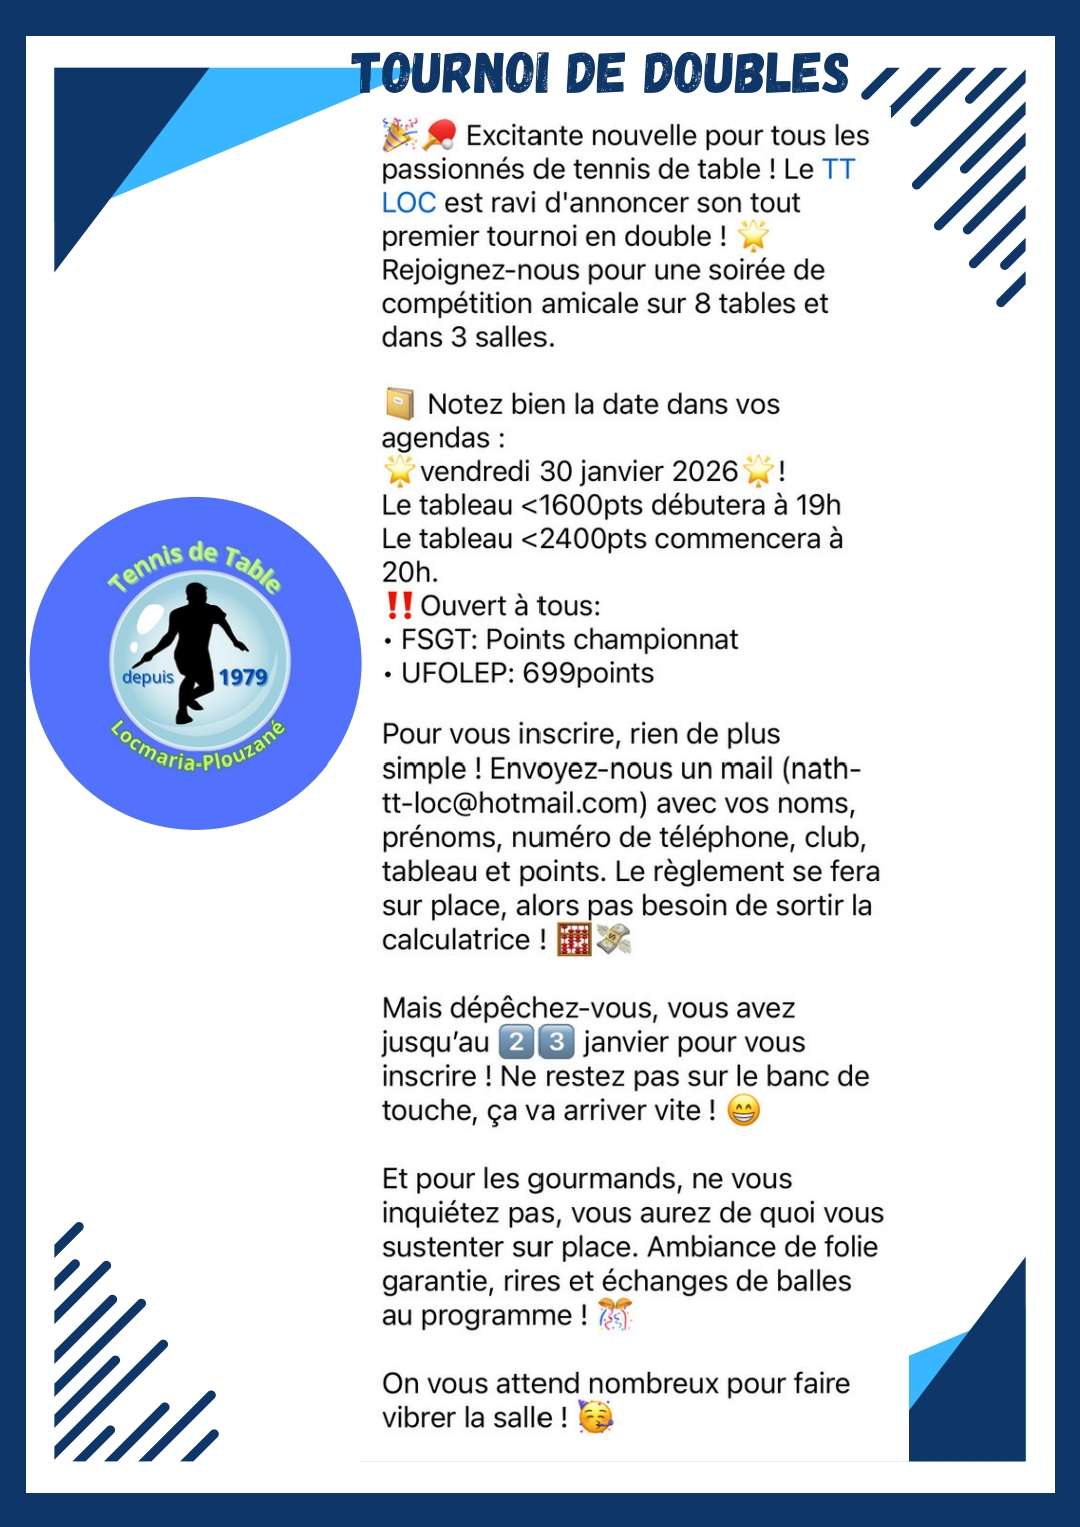 TOURNOI DE DOUBLES
🎉🏓 Excitante nouvelle pour tous les
passionnés de tennis de table ! Le TT
LOC est ravi d'annoncer son tout
premier tournoi en double ! 🌟
Rejoignez-nous pour une soirée de
compétition amicale sur 8 tables et
dans 3 salles.
📔 Notez bien la date dans vos
agendas :
🌟vendredi 30 janvier 2026🌟!
Le tableau <1600pts débutera à 19h
Le tableau <2400pts commencera à
20h.
‼️Ouvert à tous:
• FSGT: Points championnat
• UFOLEP: 699points
Tennis de Table
depuis 1979
Locmaria-Plouzané
Pour vous inscrire, rien de plus
simple ! Envoyez-nous un mail (nath-
tt-loc@hotmail.com) avec vos noms,
prénoms, numéro de téléphone, club,
tableau et points. Le règlement se fera
sur place, alors pas besoin de sortir la
calculatrice ! 🧮💸
Mais dépêchez-vous, vous avez
jusqu’au 2️⃣3️⃣ janvier pour vous
inscrire ! Ne restez pas sur le banc de
touche, ça va arriver vite ! 😁
Et pour les gourmands, ne vous
inquiétez pas, vous aurez de quoi vous
sustenter sur place. Ambiance de folie
garantie, rires et échanges de balles
au programme ! 🎊
On vous attend nombreux pour faire
vibrer la salle ! 🥳